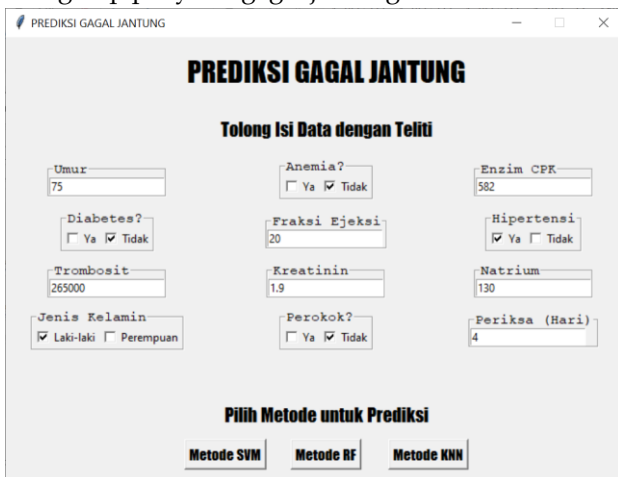 PREDIKSI GAGAL JANTUNG
PREDIKSI GAGAL JANTUNG
Tolong Isi Data dengan Teliti
Umur
75
Anemia?
Ya Tidak
Enzim CPK
582
Diabetes?
Ya Tidak
Fraksi Ejeksi
20
Hipertensi
Ya Tidak
Trombosit
265000
Kreatinin
1.9
Natrium
130
Jenis Kelamin
Laki-laki Perempuan
Perokok?
Ya Tidak
Periksa (Hari)
4
Pilih Metode untuk Prediksi
Metode SVM Metode RF Metode KNN